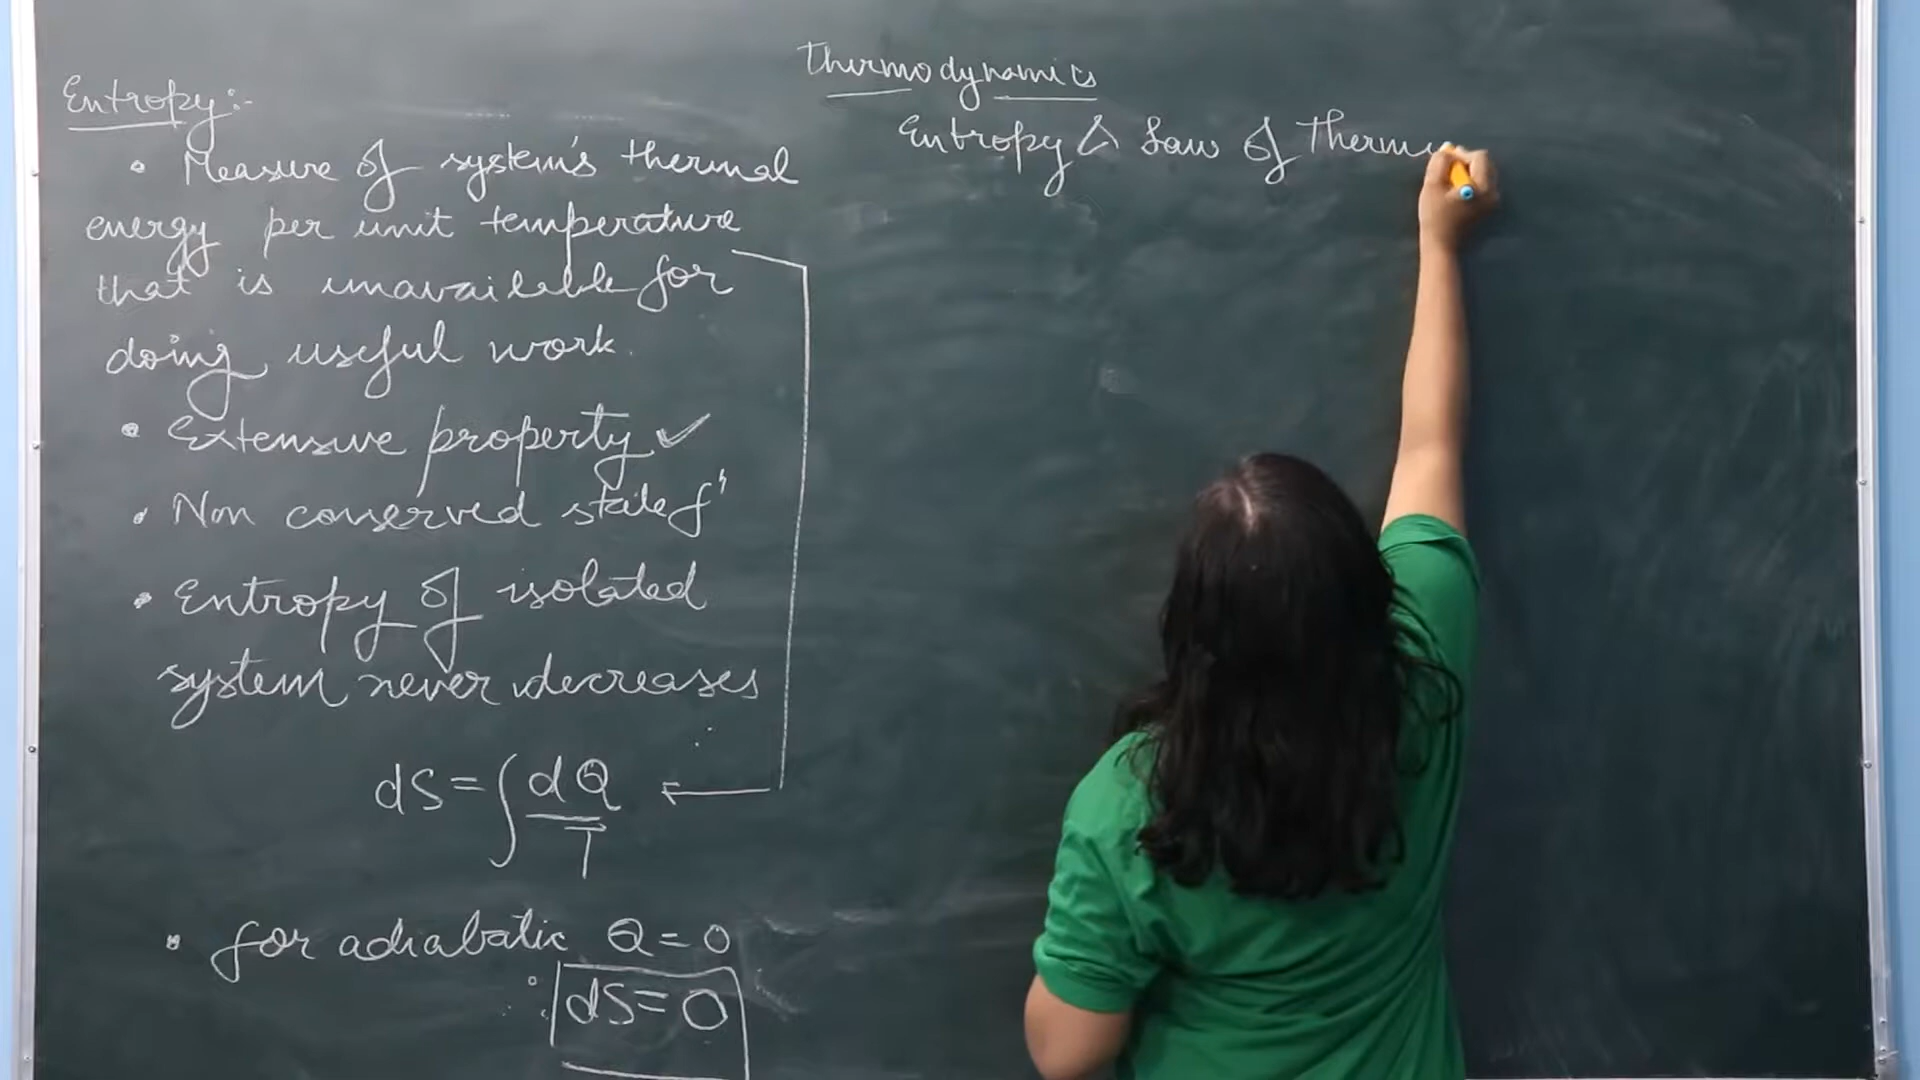 Thermodynamics
Entropy & Law of Therm
Entropy:-
• Measure of system's thermal
energy per unit temperature
that is unavailable for
doing useful work.
• Extensive property ✓
• Non conserved state f'
• Entropy of isolated
system never decreases
dS = ∫ dQ/T
• for adiabatic Q = 0
∴ dS = 0